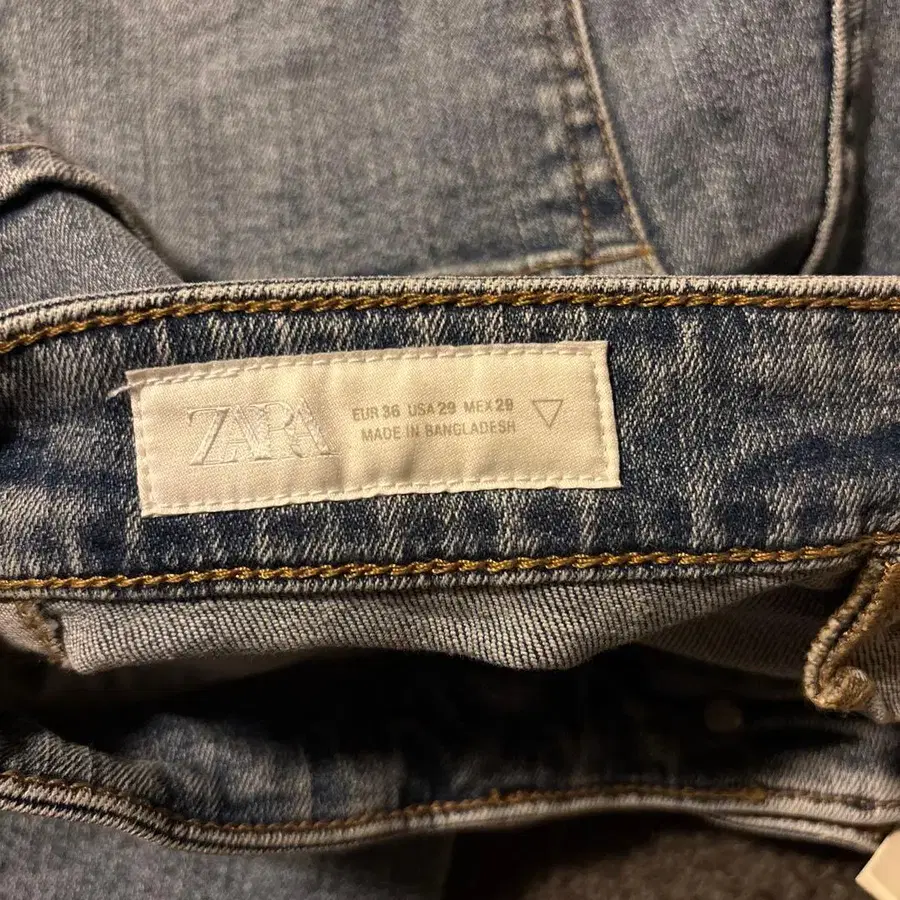 ZARA
EUR 36 USA 29 MEX 29
MADE IN BANGLADESH